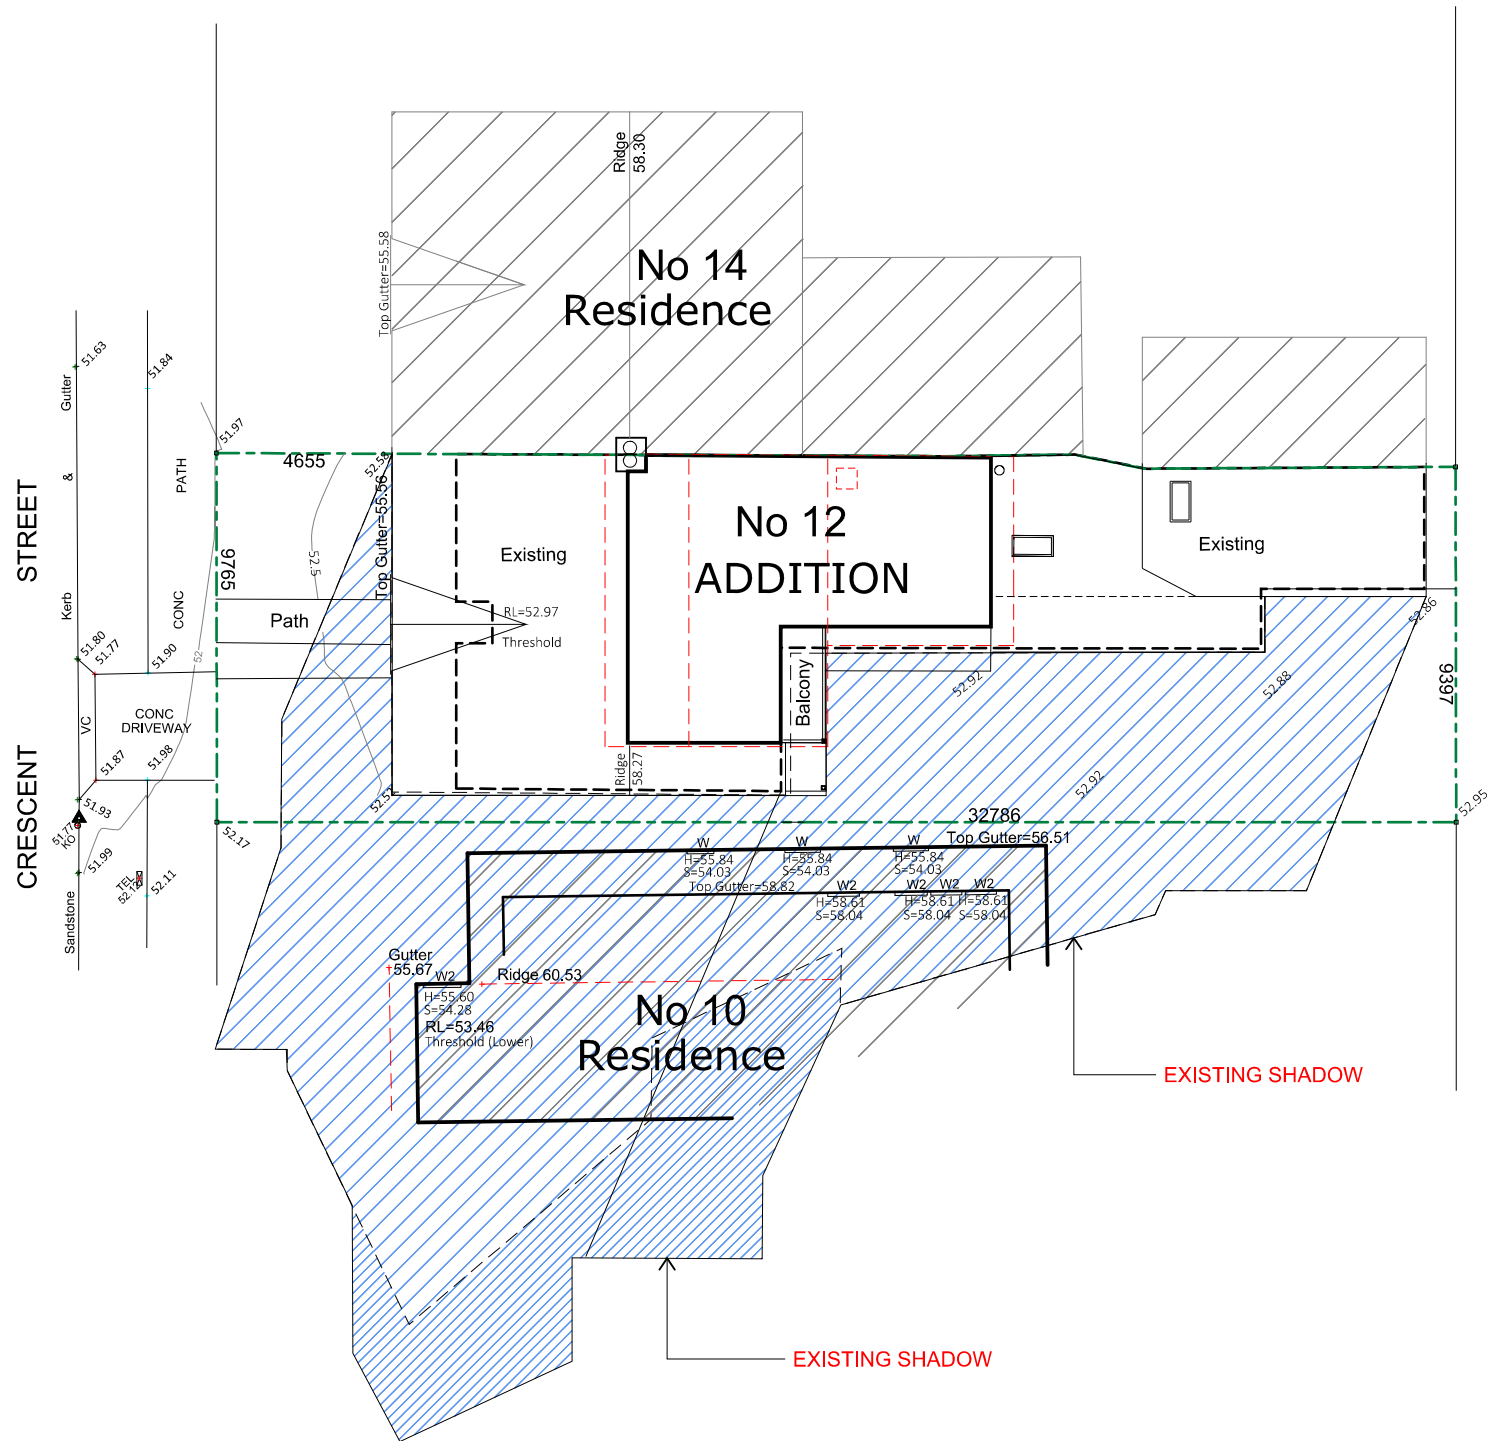 Ridge
58.30
Top Gutter=55.58
No 14
Residence
51.63
51.84
Gutter
&
Kerb
STREET
PATH
CONC
51.97
4655
52.58
Top Gutter=55.56
9765
52.5
Existing
No 12
ADDITION
Existing
RL=52.97
Threshold
Path
52
52.86
51.80
51.77
51.90
Balcony
52.92
52.88
9397
VC
CONC
DRIVEWAY
CRESCENT
51.87
51.98
Ridge
58.27
52.92
51.93
51.77
KO
52.17
32786
52.95
Top Gutter=56.51
W
H=55.84
S=54.03
W
H=55.84
S=54.03
W
H=55.84
S=54.03
51.99
TEL
52.12
52.11
Sandstone
Top Gutter=58.82
W2
H=58.61
S=58.04
W2
H=58.61
S=58.04
W2
W2
H=58.61
S=58.04
Gutter
55.67
W2
Ridge 60.53
H=55.60
S=54.28
RL=53.46
Threshold (Lower)
No 10
Residence
EXISTING SHADOW
EXISTING SHADOW